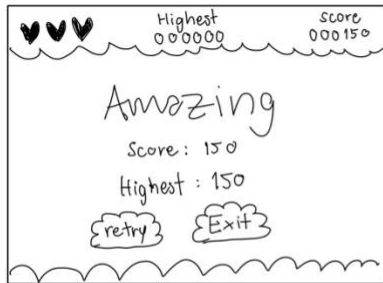 Highest
000000
Score
000150
Amazing
Score: 150
Highest: 150
retry
Exit